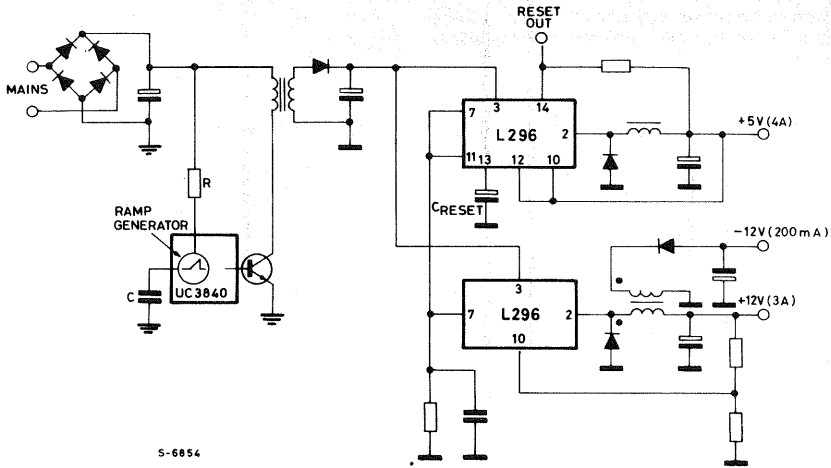 RESET
OUT
MAINS
3
14
7
L296
2
+5V(4A)
11
13
12
10
CRESET
R
RAMP
GENERATOR
-12V(200mA)
C
UC3840
3
7
L296
2
+12V(3A)
10
S-6854